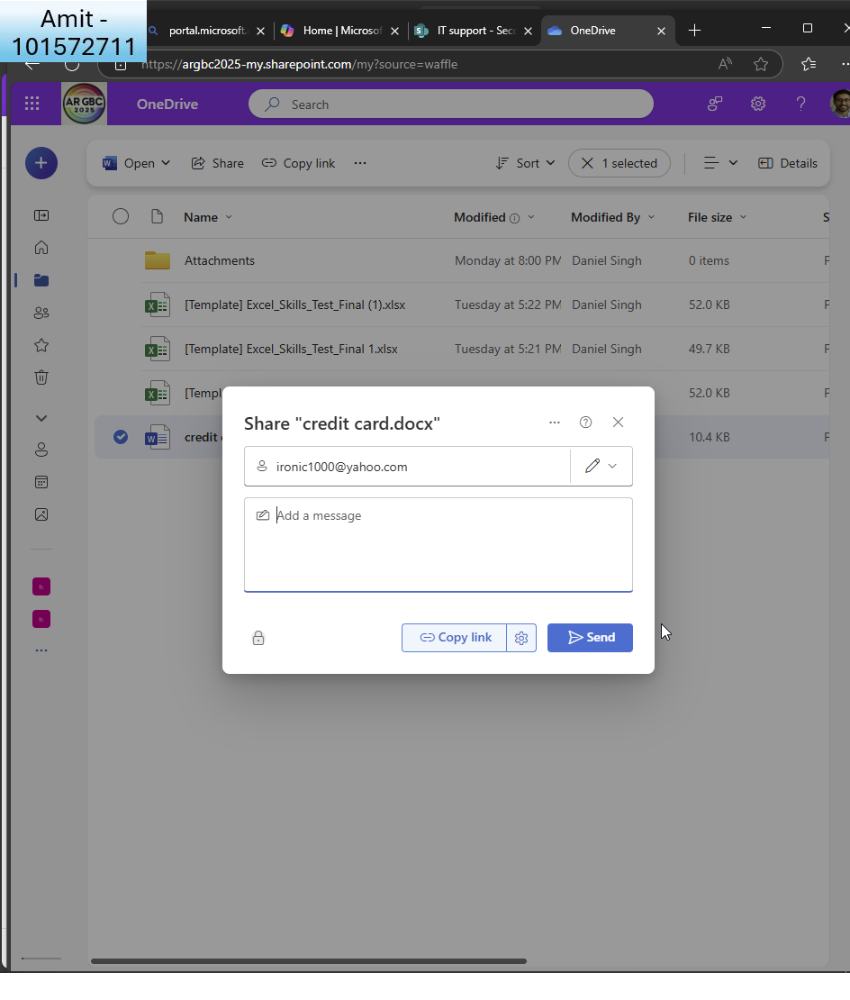 Amit -
101572711
portal.microsoft.
Home | Microsof
IT support - Sec
OneDrive
https://argbc2025-my.sharepoint.com/my?source=waffle
AR GBC
2025
OneDrive
Search
Open
Share
Copy link
Sort
1 selected
Details
Name
Modified
Modified By
File size
S
Attachments
Monday at 8:00 PM
Daniel Singh
0 items
P
[Template] Excel_Skills_Test_Final (1).xlsx
Tuesday at 5:22 PM
Daniel Singh
52.0 KB
P
[Template] Excel_Skills_Test_Final 1.xlsx
Tuesday at 5:21 PM
Daniel Singh
49.7 KB
P
[Templ
52.0 KB
P
credit
10.4 KB
P
Share "credit card.docx"
ironic1000@yahoo.com
Add a message
Copy link
Send